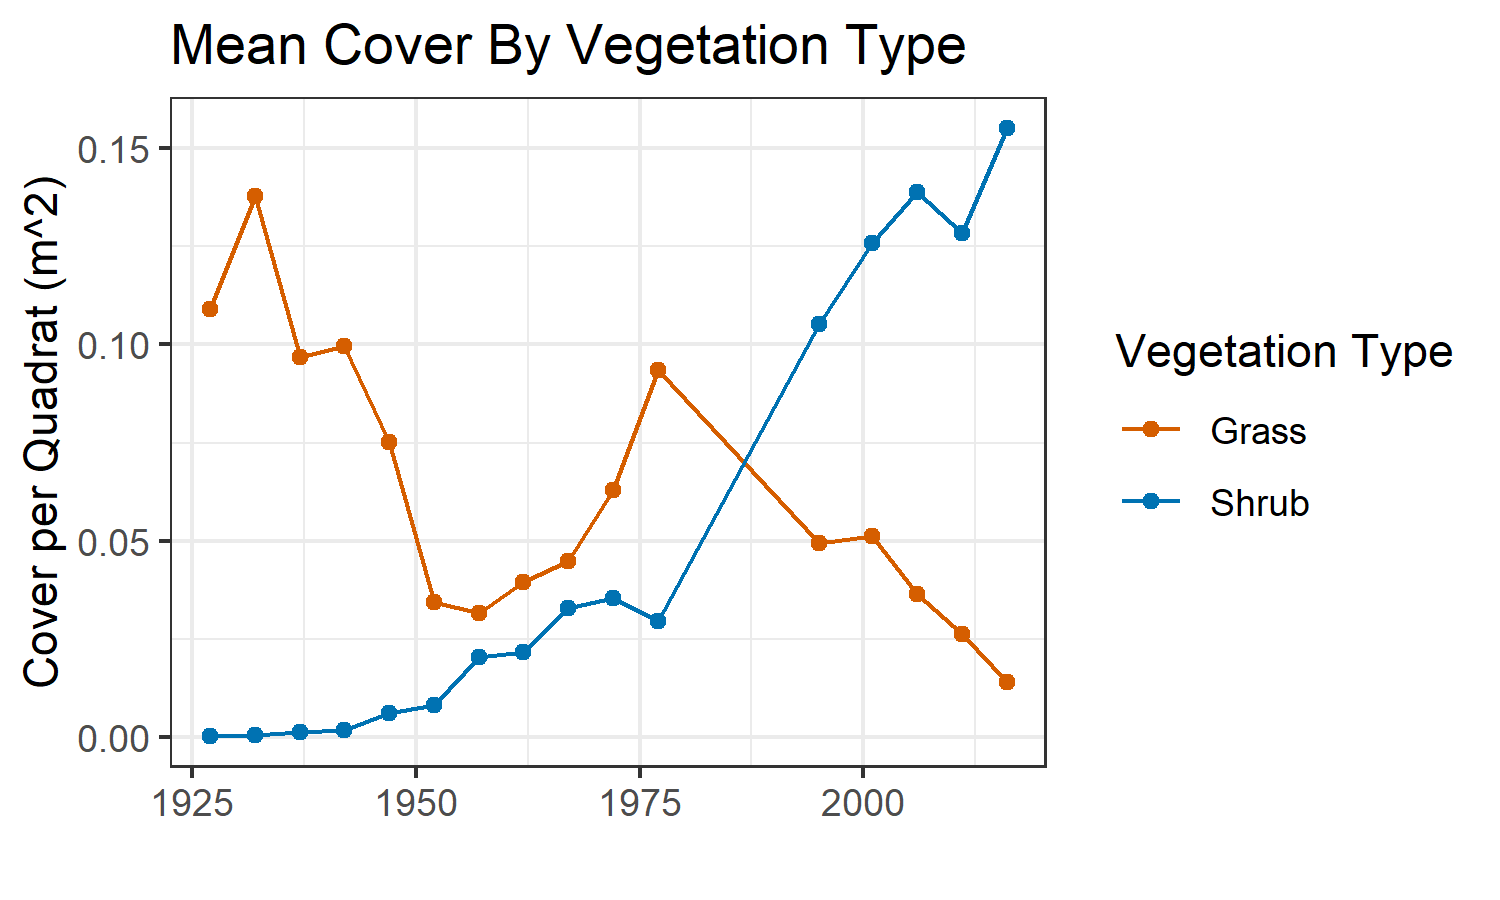 Mean Cover By Vegetation Type
Cover per Quadrat (m^2)
0.15
0.10
0.05
0.00
1925 1950 1975 2000
Vegetation Type
Grass
Shrub